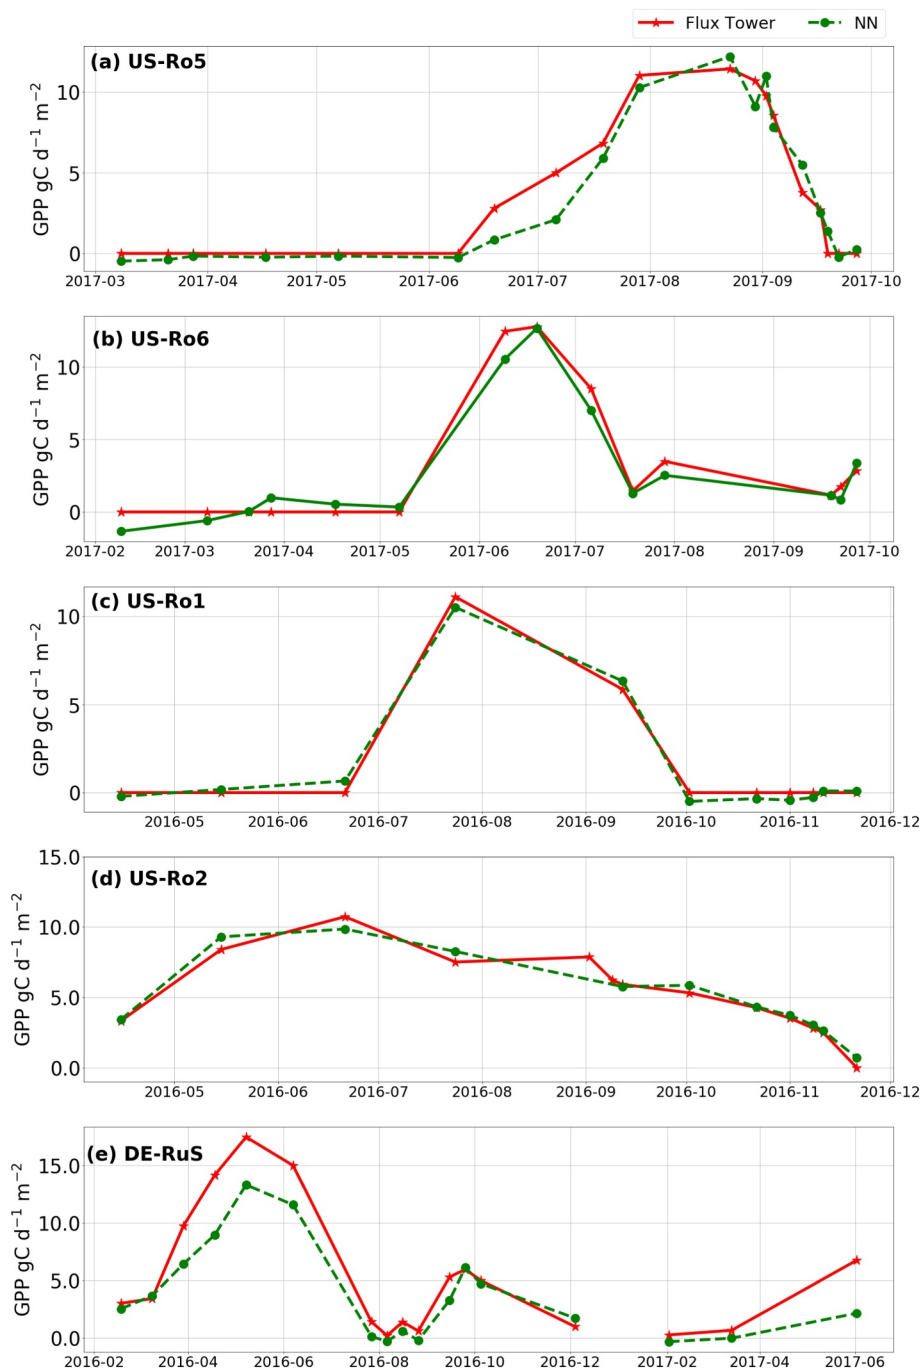 Flux Tower NN
(a) US-Ro5
GPP gC d⁻¹ m⁻²
10
5
0
2017-03 2017-04 2017-05 2017-06 2017-07 2017-08 2017-09 2017-10
(b) US-Ro6
GPP gC d⁻¹ m⁻²
10
5
0
2017-02 2017-03 2017-04 2017-05 2017-06 2017-07 2017-08 2017-09 2017-10
(c) US-Ro1
GPP gC d⁻¹ m⁻²
10
5
0
2016-05 2016-06 2016-07 2016-08 2016-09 2016-10 2016-11 2016-12
(d) US-Ro2
GPP gC d⁻¹ m⁻²
15.0
10.0
5.0
0.0
2016-05 2016-06 2016-07 2016-08 2016-09 2016-10 2016-11 2016-12
(e) DE-RuS
GPP gC d⁻¹ m⁻²
15.0
10.0
5.0
0.0
2016-02 2016-04 2016-06 2016-08 2016-10 2016-12 2017-02 2017-04 2017-06